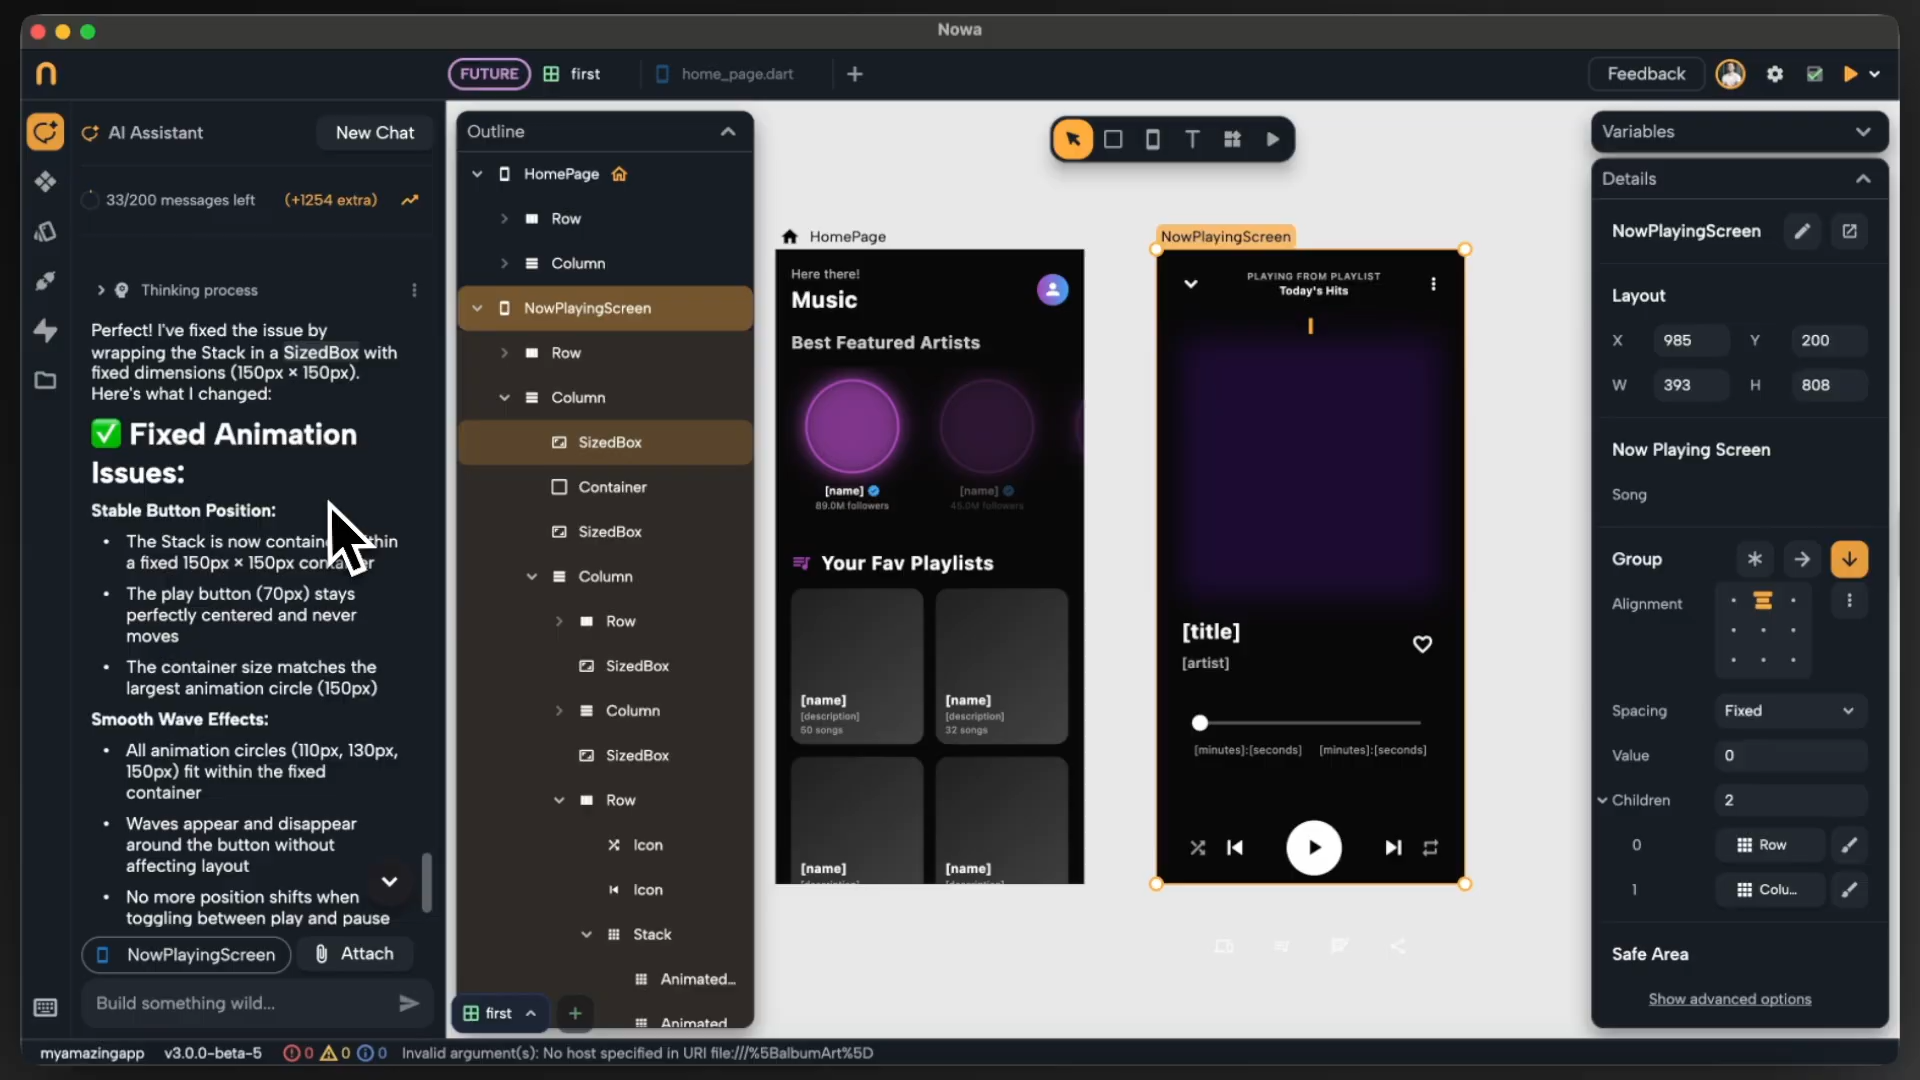 Nowa
FUTURE
first
home_page.dart
Feedback
AI Assistant
New Chat
33/200 messages left
(+1254 extra)
Thinking process
Perfect! I've fixed the issue by
wrapping the Stack in a SizedBox with
fixed dimensions (150px × 150px).
Here's what I changed:
✅ Fixed Animation
Issues:
Stable Button Position:
• The Stack is now
a fixed 150px × 150px
• The play button (70px) stays
perfectly centered and never
moves
• The container size matches the
largest animation circle (150px)
Smooth Wave Effects:
• All animation circles (110px, 130px,
150px) fit within the fixed
container
• Waves appear and disappear
around the button without
affecting layout
• No more position shifts when
toggling between play and pause
NowPlayingScreen
Attach
Build something wild...
Outline
HomePage
Row
Column
NowPlayingScreen
Row
Column
SizedBox
Container
SizedBox
Column
Row
SizedBox
Column
SizedBox
Row
Icon
Icon
Stack
Animated...
Animated
first
HomePage
Here there!
Music
Best Featured Artists
[name]
89.0M followers
[name]
45.0M followers
Your Fav Playlists
[name]
[description]
50 songs
[name]
[description]
32 songs
[name]
[description]
[name]
[description]
NowPlayingScreen
PLAYING FROM PLAYLIST
Today's Hits
[title]
[artist]
[minutes]:[seconds]
[minutes]:[seconds]
Variables
Details
NowPlayingScreen
Layout
X 985 Y 200
W 393 H 808
Now Playing Screen
Song
Group
Alignment
Spacing Fixed
Value 0
Children 2
0 Row
1 Colu...
Safe Area
Show advanced options
myamazingapp v3.0.0-beta-5 0 0 0 Invalid argument(s): No host specified in URI file:///%5BalbumArt%5D